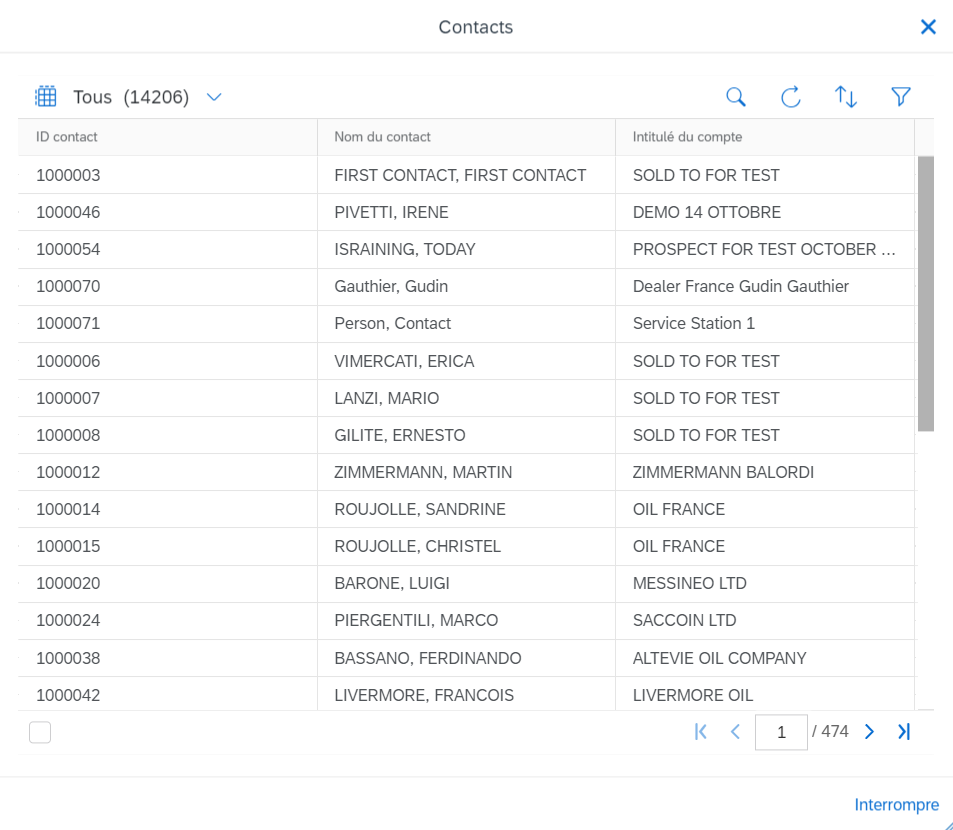 Contacts
Tous (14206)
ID contact Nom du contact Intitulé du compte
1000003 FIRST CONTACT, FIRST CONTACT SOLD TO FOR TEST
1000046 PIVETTI, IRENE DEMO 14 OTTOBRE
1000054 ISRAINING, TODAY PROSPECT FOR TEST OCTOBER ...
1000070 Gauthier, Gudin Dealer France Gudin Gauthier
1000071 Person, Contact Service Station 1
1000006 VIMERCATI, ERICA SOLD TO FOR TEST
1000007 LANZI, MARIO SOLD TO FOR TEST
1000008 GILITE, ERNESTO SOLD TO FOR TEST
1000012 ZIMMERMANN, MARTIN ZIMMERMANN BALORDI
1000014 ROUJOLLE, SANDRINE OIL FRANCE
1000015 ROUJOLLE, CHRISTEL OIL FRANCE
1000020 BARONE, LUIGI MESSINEO LTD
1000024 PIERGENTILI, MARCO SACCOIN LTD
1000038 BASSANO, FERDINANDO ALTEVIE OIL COMPANY
1000042 LIVERMORE, FRANCOIS LIVERMORE OIL
1 / 474
Interrompre